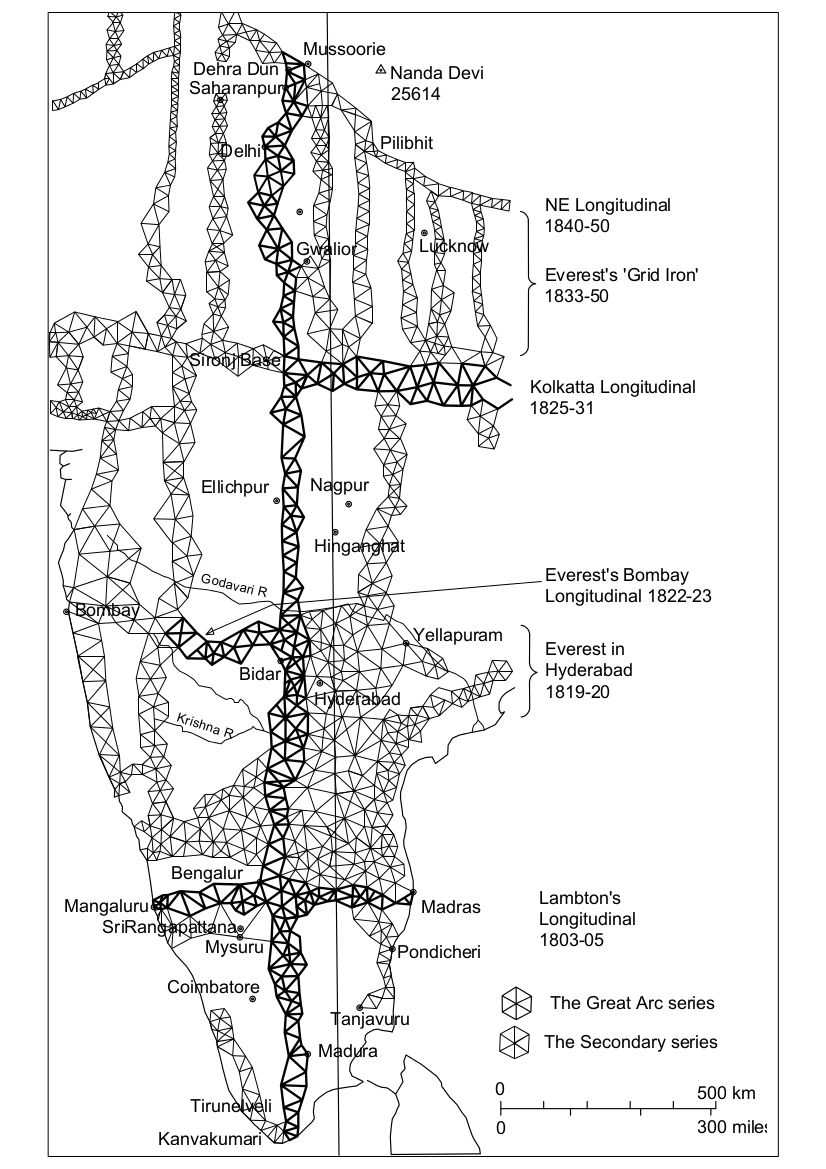 Mussoorie
Dehra Dun
Nanda Devi
25614
Saharanpur
Delhi
Pilibhit
NE Longitudinal
1840-50
Lucknow
Gwalior
Everest's 'Grid Iron'
1833-50
Sironj Base
Kolkatta Longitudinal
1825-31
Ellichpur
Nagpur
Hinganghat
Godavari R
Everest's Bombay
Longitudinal 1822-23
Bombay
Yellapuram
Everest in
Hyderabad
1819-20
Bidar
Hyderabad
Krishna R
Bengalur
Mangaluru
Madras
Lambton's
Longitudinal
1803-05
SriRangapattana
Mysuru
Pondicheri
Coimbatore
The Great Arc series
Tanjavuru
The Secondary series
Madura
0
500 km
Tirunelveli
0
300 miles
Kanvakumari